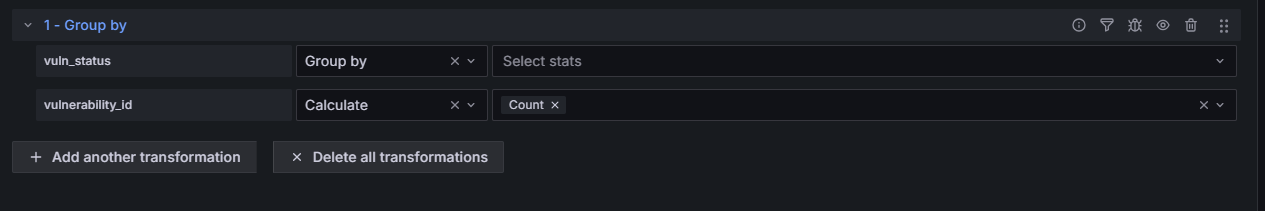 1 - Group by
vuln_status Group by Select stats
vulnerability_id Calculate Count
Add another transformation Delete all transformations